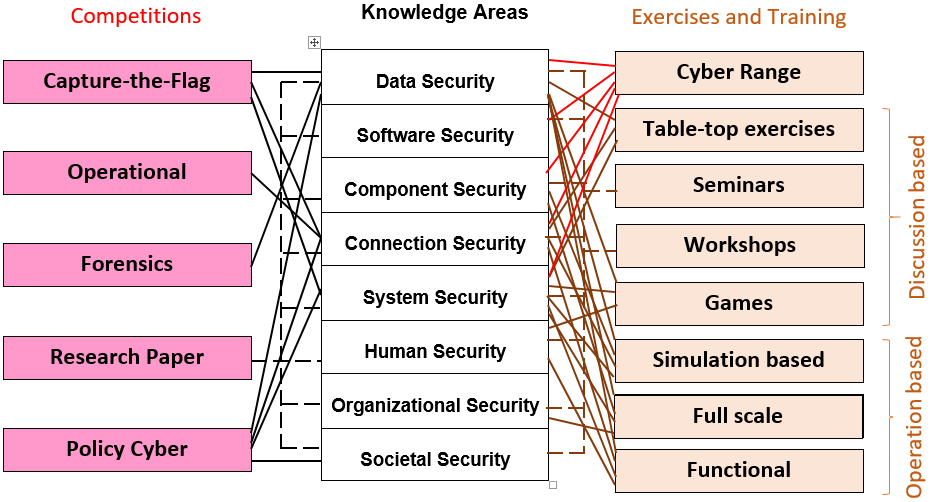 Competitions
Knowledge Areas
Exercises and Training
Capture-the-Flag
Operational
Forensics
Research Paper
Policy Cyber
Data Security
Software Security
Component Security
Connection Security
System Security
Human Security
Organizational Security
Societal Security
Cyber Range
Table-top exercises
Seminars
Workshops
Games
Simulation based
Full scale
Functional
Discussion based
Operation based